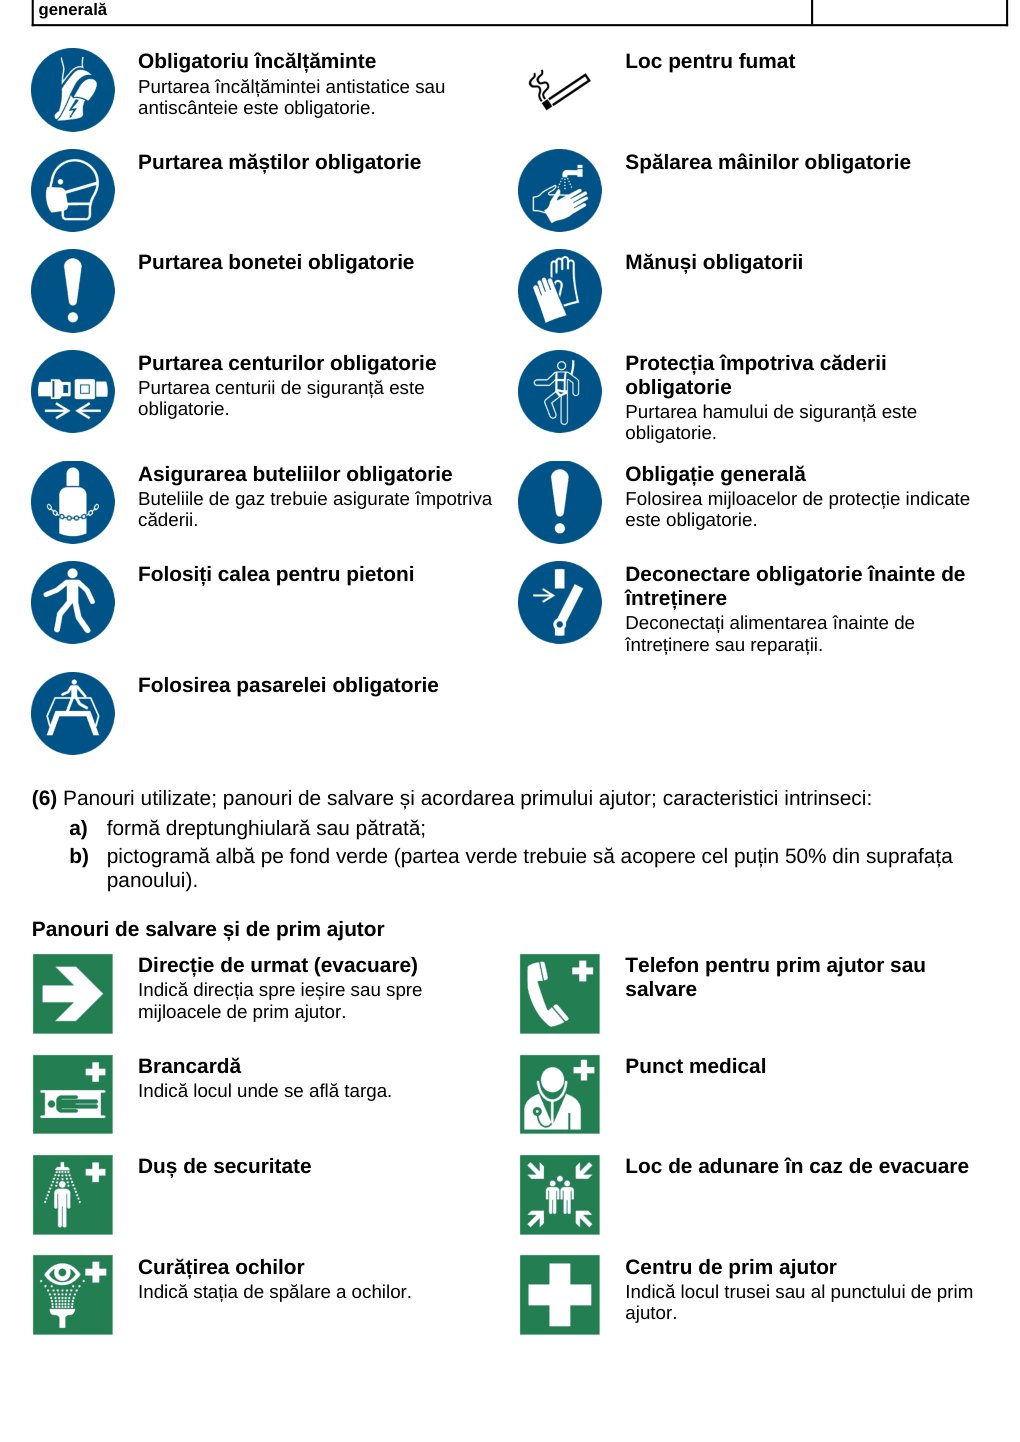 generală
Obligatoriu încălțăminte
Purtarea încălțămintei antistatice sau
antiscânteie este obligatorie.
Loc pentru fumat
Purtarea măștilor obligatorie
Spălarea mâinilor obligatorie
Purtarea bonetei obligatorie
Mănuși obligatorii
Purtarea centurilor obligatorie
Purtarea centurii de siguranță este
obligatorie.
Protecția împotriva căderii
obligatorie
Purtarea hamului de siguranță este
obligatorie.
Asigurarea buteliilor obligatorie
Buteliile de gaz trebuie asigurate împotriva
căderii.
Obligație generală
Folosirea mijloacelor de protecție indicate
este obligatorie.
Folosiți calea pentru pietoni
Deconectare obligatorie înainte de
întreținere
Deconectați alimentarea înainte de
întreținere sau reparații.
Folosirea pasarelei obligatorie
(6) Panouri utilizate; panouri de salvare și acordarea primului ajutor; caracteristici intrinseci:
a) formă dreptunghiulară sau pătrată;
b) pictogramă albă pe fond verde (partea verde trebuie să acopere cel puțin 50% din suprafața
panoului).
Panouri de salvare și de prim ajutor
Direcție de urmat (evacuare)
Indică direcția spre ieșire sau spre
mijloacele de prim ajutor.
Telefon pentru prim ajutor sau
salvare
Brancardă
Indică locul unde se află targa.
Punct medical
Duș de securitate
Loc de adunare în caz de evacuare
Curățirea ochilor
Indică stația de spălare a ochilor.
Centru de prim ajutor
Indică locul trusei sau al punctului de prim
ajutor.